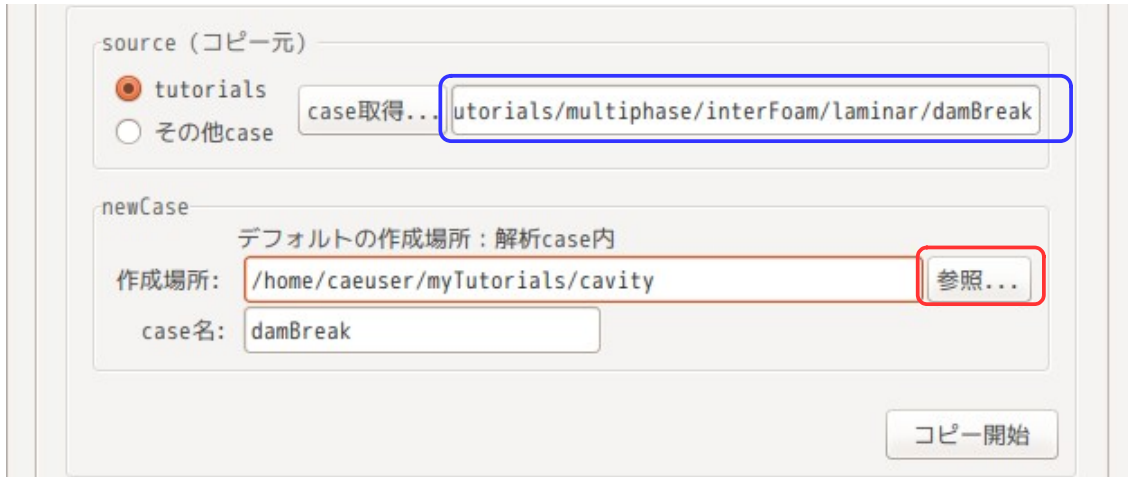 source (コピー元)
tutorials
その他case
case取得...
utorials/multiphase/interFoam/laminar/damBreak
newCase
デフォルトの作成場所：解析case内
作成場所:
/home/caeuser/myTutorials/cavity
参照...
case名:
damBreak
コピー開始